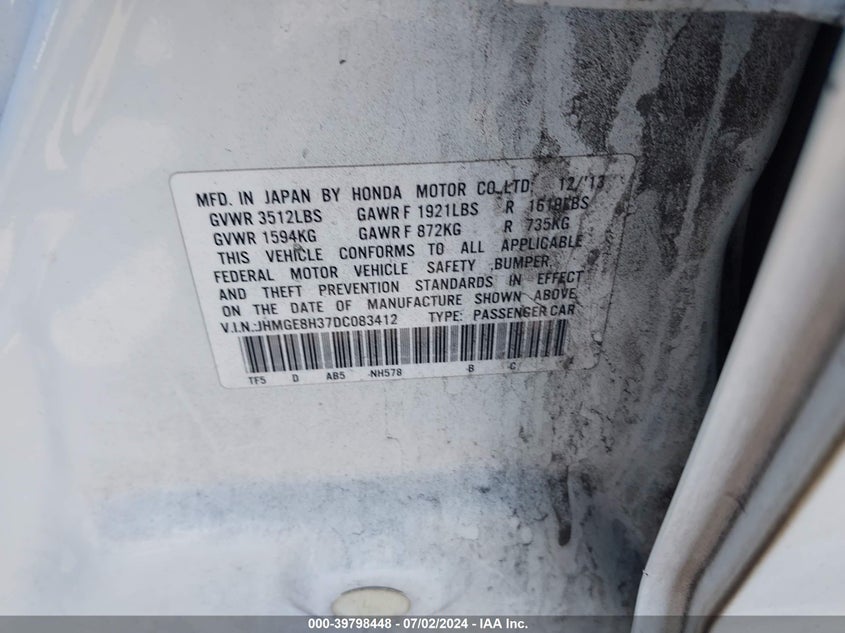 MFD. IN JAPAN BY HONDA MOTOR CO.,LTD. 12/'13
GVWR 3512LBS GAWR F 1921LBS R 1619LBS
GVWR 1594KG GAWR F 872KG R 735KG
THIS VEHICLE CONFORMS TO ALL APPLICABLE
FEDERAL MOTOR VEHICLE SAFETY ,BUMPER,
AND THEFT PREVENTION STANDARDS IN EFFECT
ON THE DATE OF MANUFACTURE SHOWN ABOVE.
V.I.N.:JHMGE8H37DC083412 TYPE: PASSENGER CAR
TF5 D AB5 -NH578 -B -C
000-39798448 - 07/02/2024 - IAA Inc.